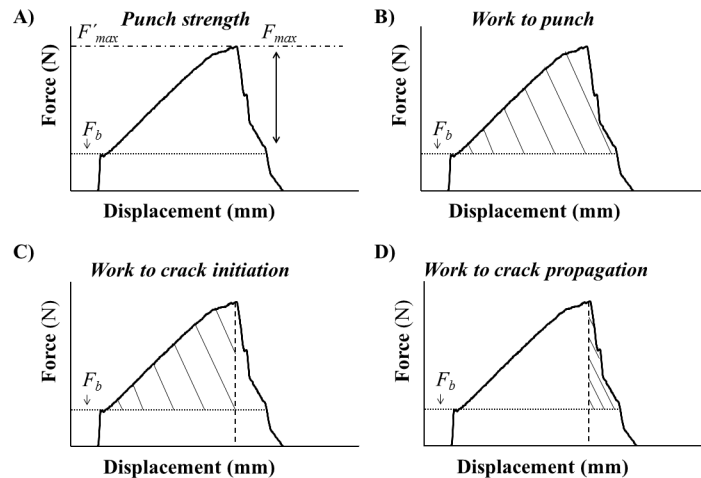 A) Punch strength
F′max
Fmax
Fb
Force (N)
Displacement (mm)
B) Work to punch
Fb
Force (N)
Displacement (mm)
C) Work to crack initiation
Fb
Force (N)
Displacement (mm)
D) Work to crack propagation
Fb
Force (N)
Displacement (mm)